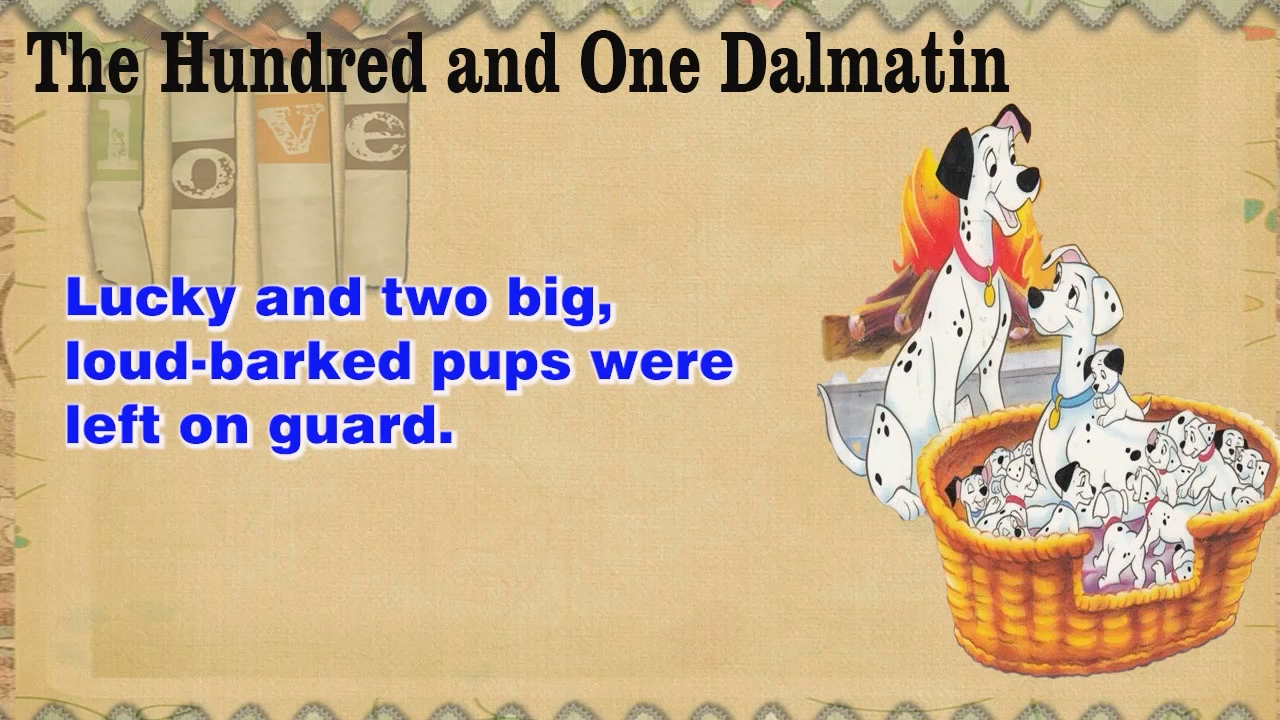 The Hundred and One Dalmatin
love
Lucky and two big,
loud-barked pups were
left on guard.